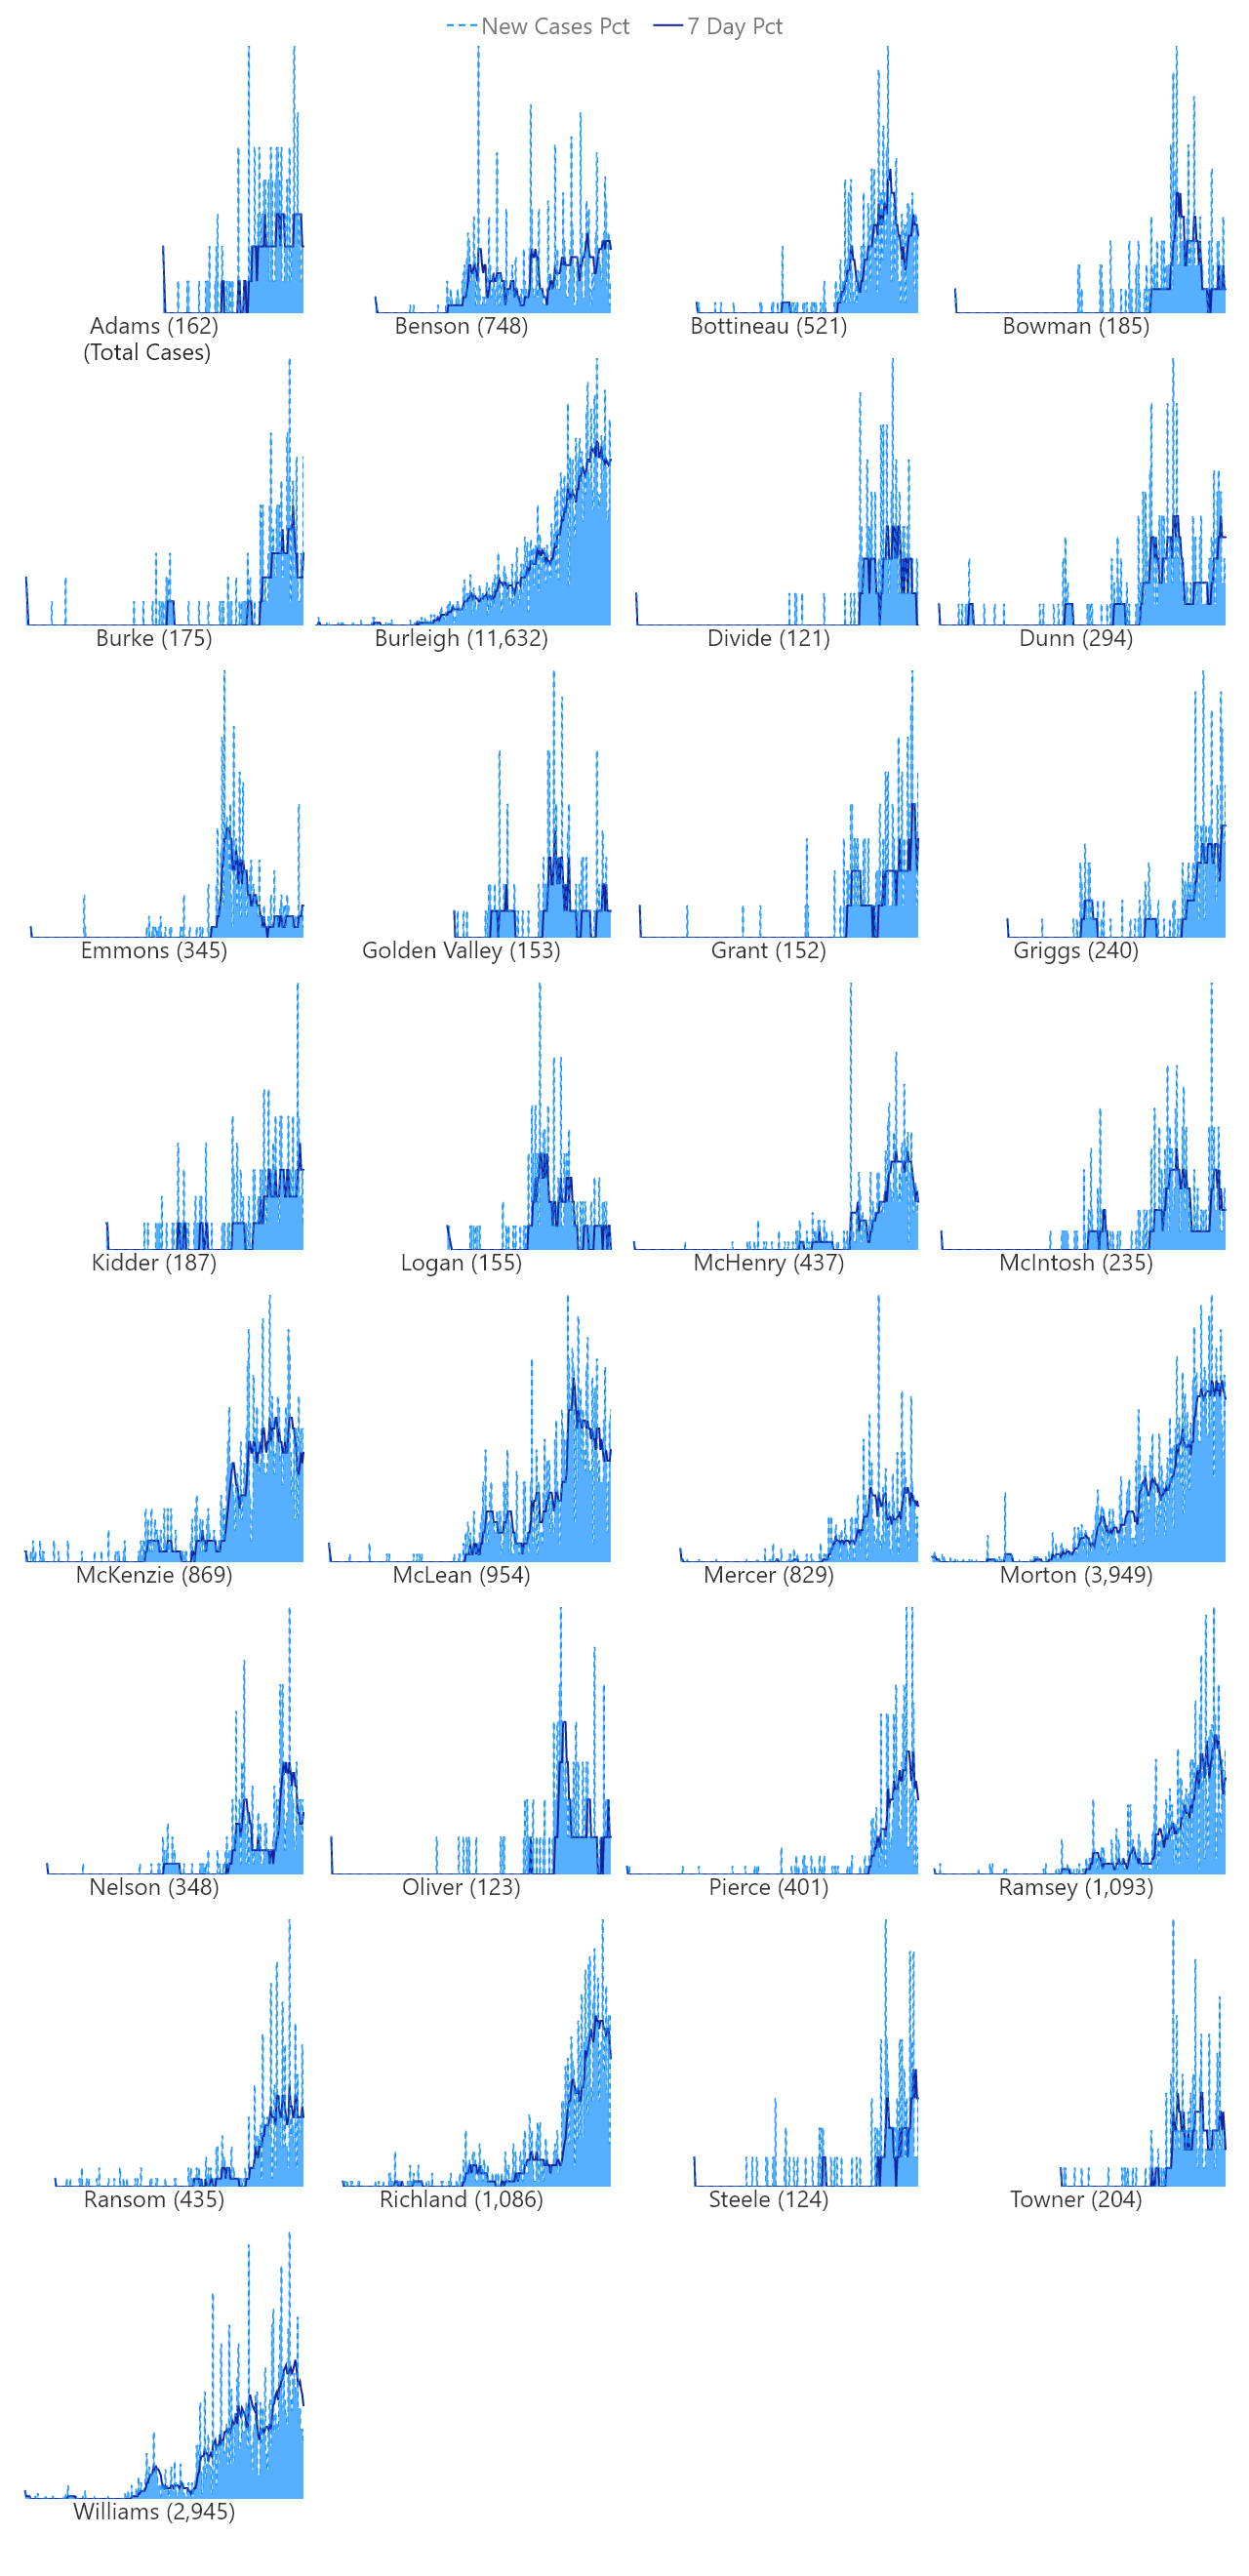 New Cases Pct 7 Day Pct
Adams (162) Benson (748) Bottineau (521) Bowman (185)
(Total Cases)
Burke (175) Burleigh (11,632) Divide (121) Dunn (294)
Emmons (345) Golden Valley (153) Grant (152) Griggs (240)
Kidder (187) Logan (155) McHenry (437) McIntosh (235)
McKenzie (869) McLean (954) Mercer (829) Morton (3,949)
Nelson (348) Oliver (123) Pierce (401) Ramsey (1,093)
Ransom (435) Richland (1,086) Steele (124) Towner (204)
Williams (2,945)